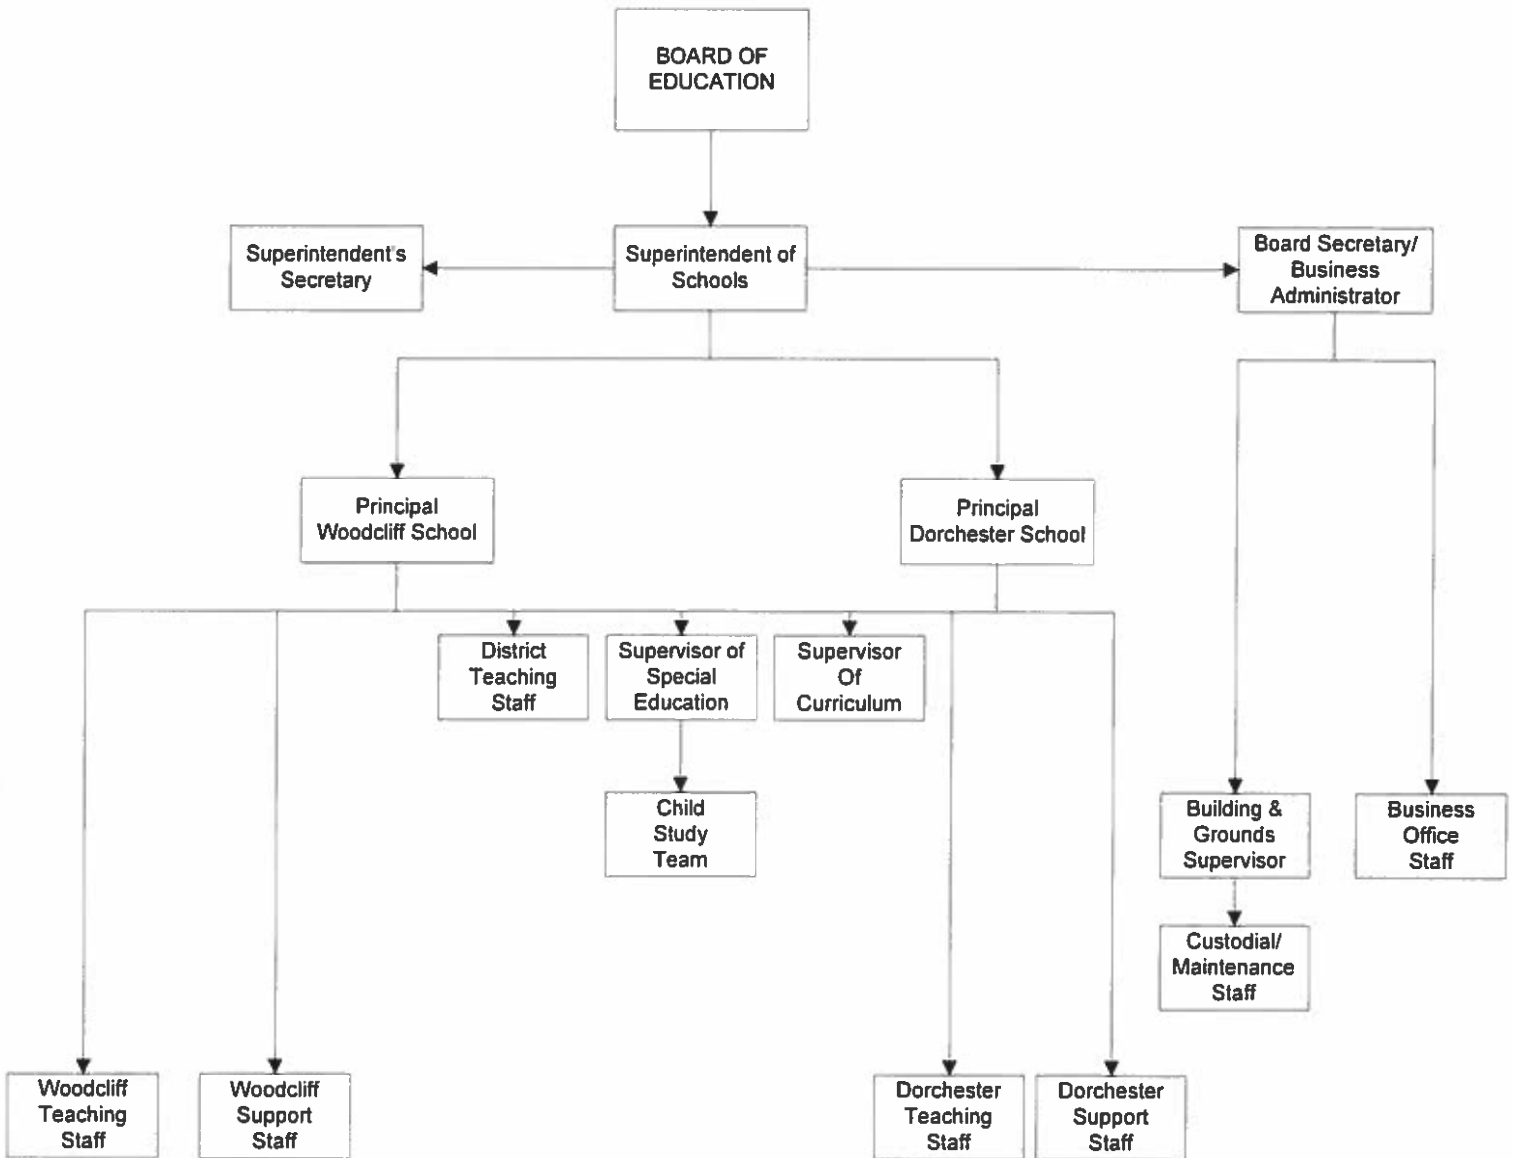 BOARD OF
EDUCATION
Superintendent's
Secretary
Superintendent of
Schools
Board Secretary/
Business
Administrator
Principal
Woodcliff School
Principal
Dorchester School
District
Teaching
Staff
Supervisor of
Special
Education
Supervisor
Of
Curriculum
Child
Study
Team
Building &
Grounds
Supervisor
Business
Office
Staff
Custodial/
Maintenance
Staff
Woodcliff
Teaching
Staff
Woodcliff
Support
Staff
Dorchester
Teaching
Staff
Dorchester
Support
Staff